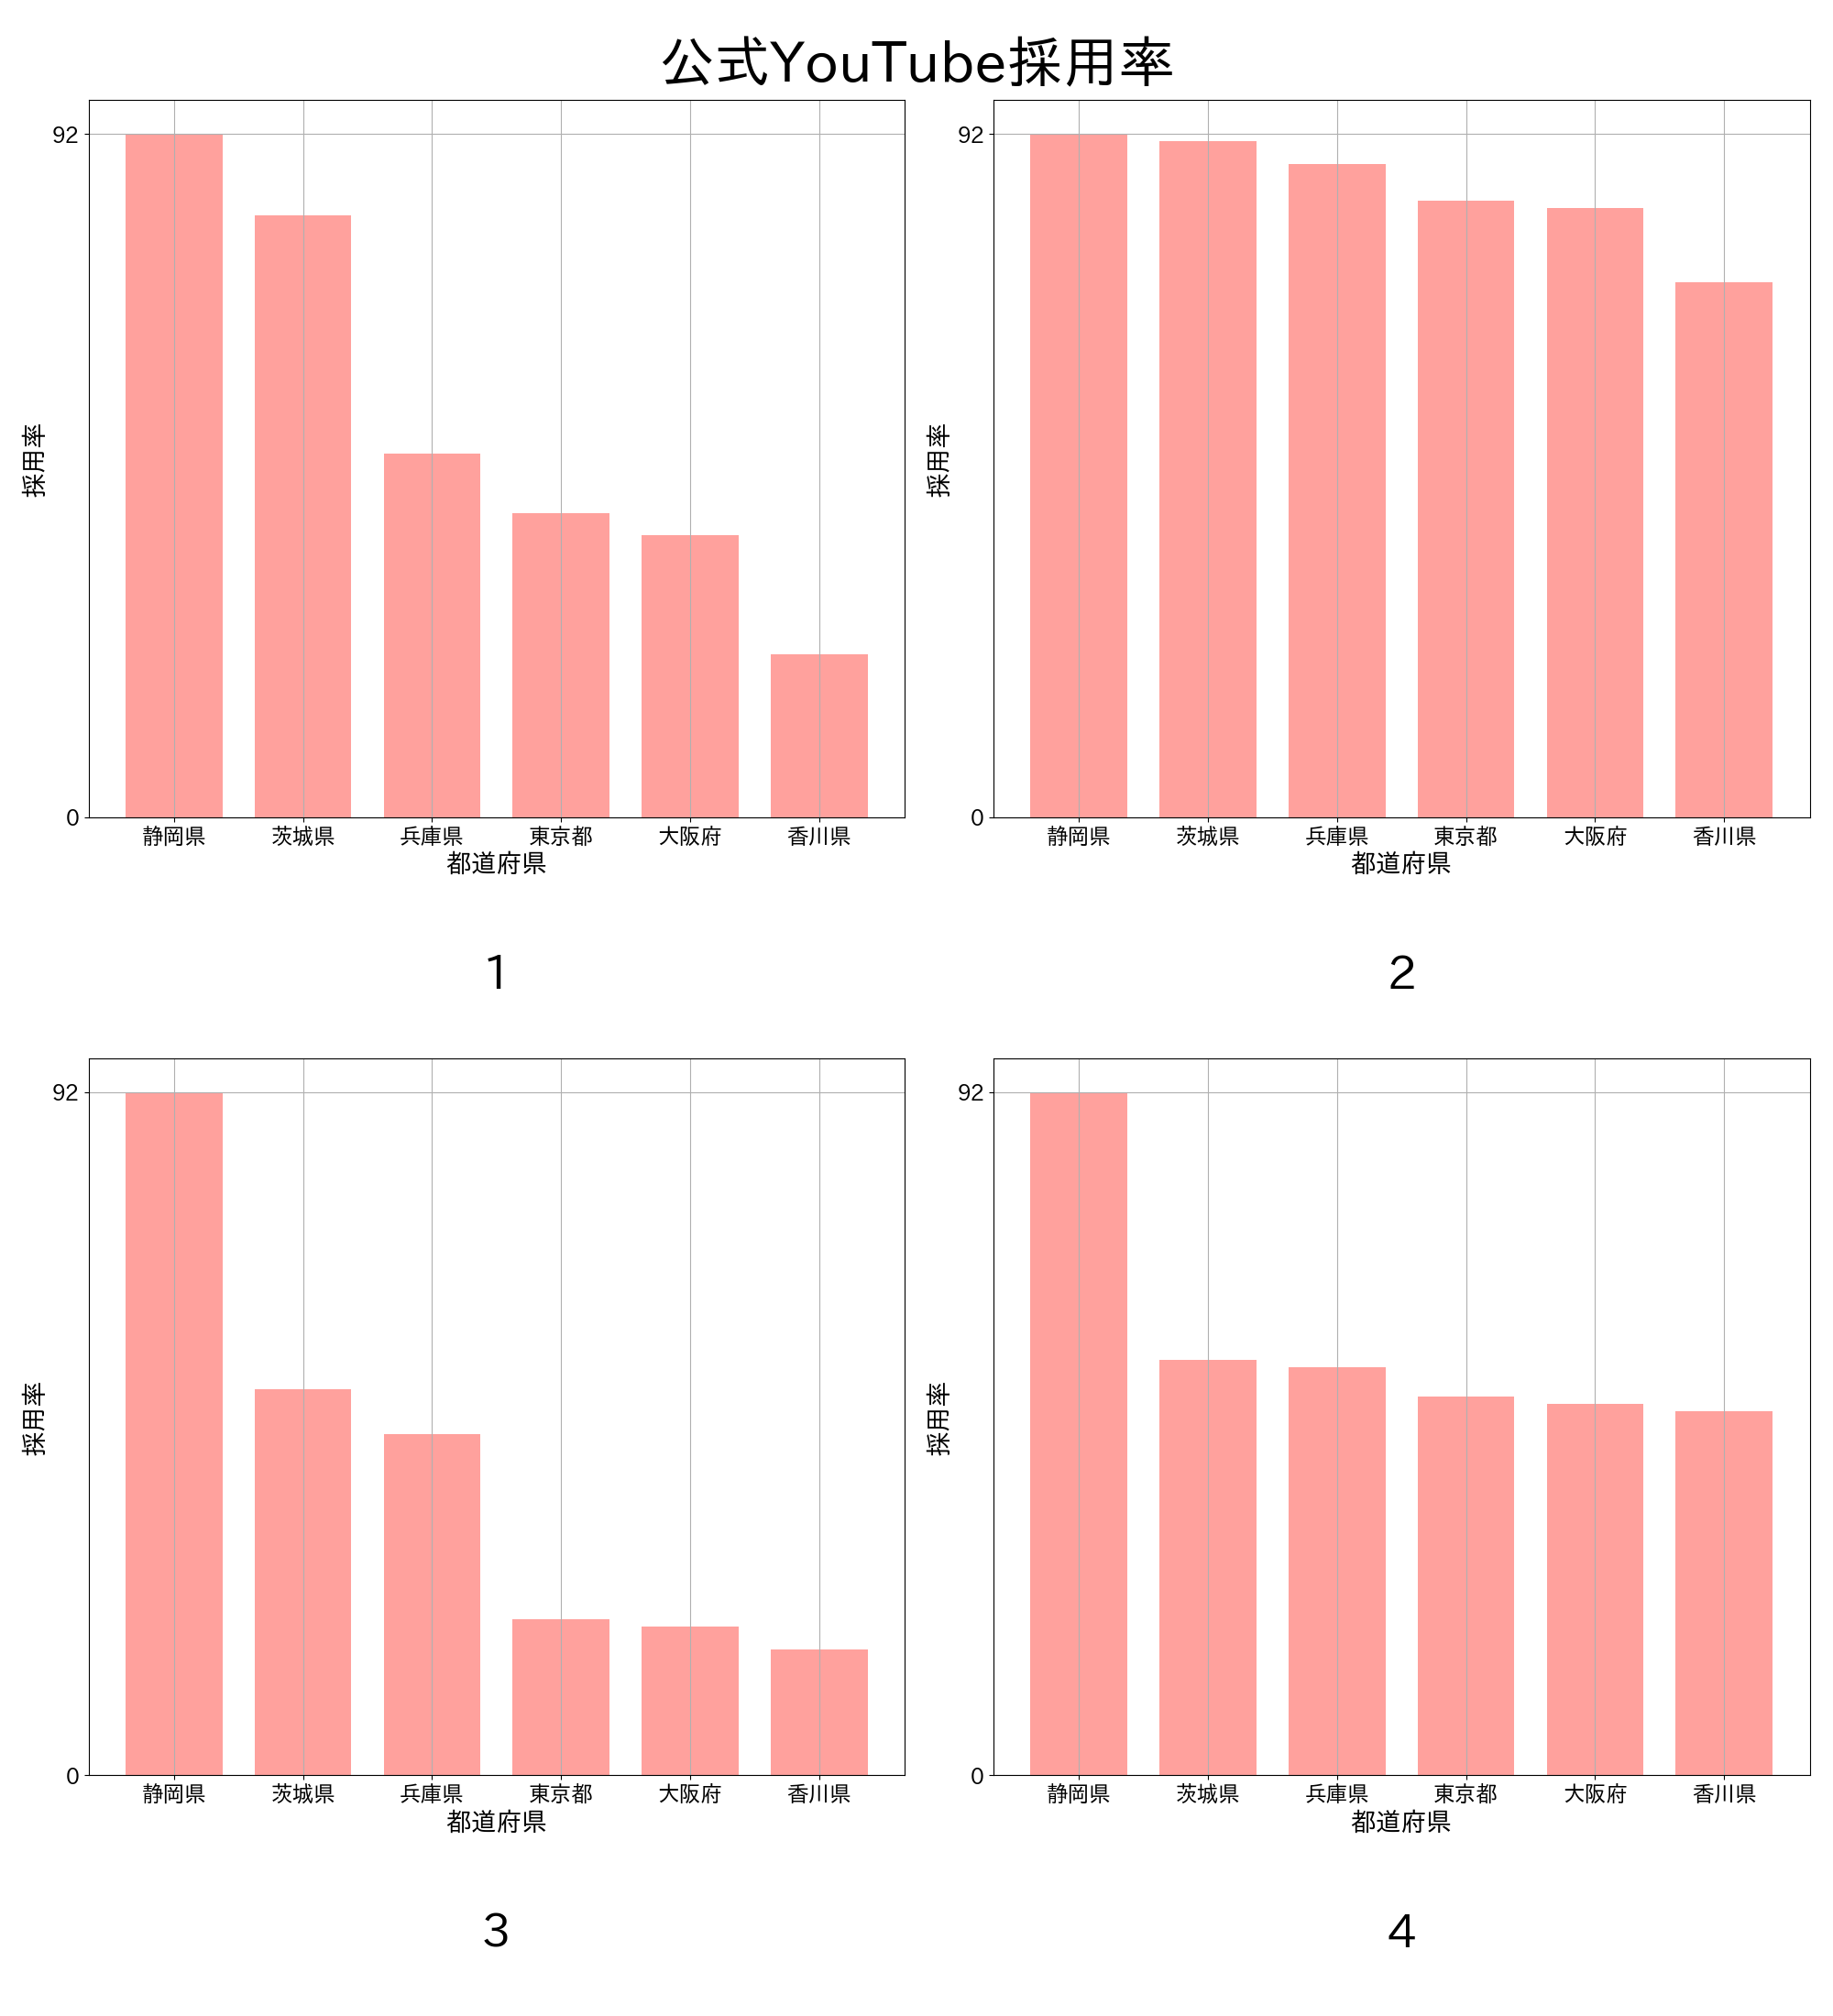 公式YouTube採用率
92
採用率
0
静岡県 茨城県 兵庫県 東京都 大阪府 香川県
都道府県
1
92
採用率
0
静岡県 茨城県 兵庫県 東京都 大阪府 香川県
都道府県
2
92
採用率
0
静岡県 茨城県 兵庫県 東京都 大阪府 香川県
都道府県
3
92
採用率
0
静岡県 茨城県 兵庫県 東京都 大阪府 香川県
都道府県
4